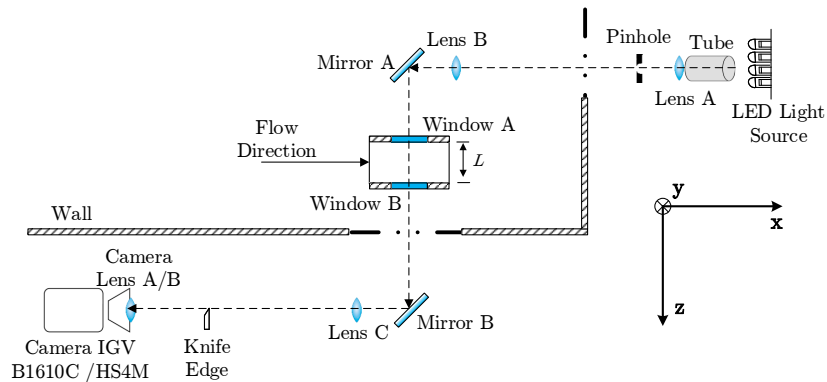 Lens B
Pinhole
Tube
Mirror A
Lens A
LED Light
Source
Flow
Direction
Window A
L
Window B
Wall
y
x
z
Camera
Lens A/B
Lens C
Mirror B
Knife
Edge
Camera IGV
B1610C /HS4M